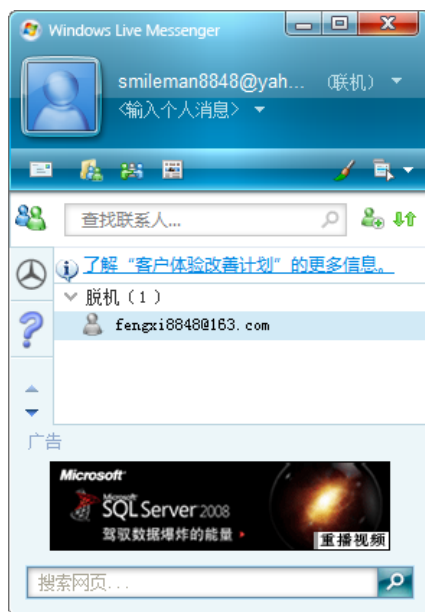 Windows Live Messenger
smileman8848@yah... (联机)
<输入个人消息>
查找联系人...
了解“客户体验改善计划”的更多信息。
脱机（1）
fengxi8848@163.com
广告
Microsoft
Microsoft
SQL Server 2008
驾驭数据爆炸的能量
重播视频
搜索网页...